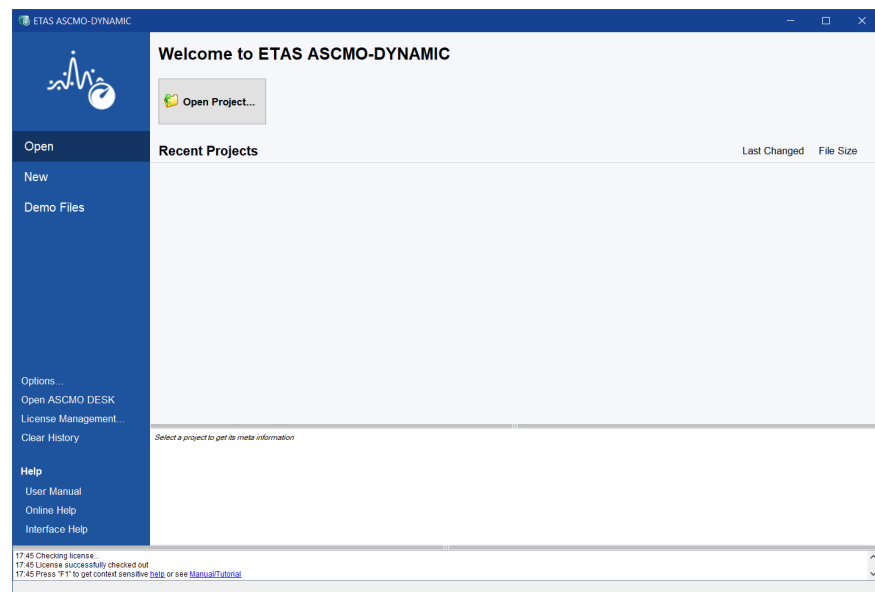 ETAS ASCMO-DYNAMIC
Welcome to ETAS ASCMO-DYNAMIC
Open Project...
Open
New
Demo Files
Recent Projects Last Changed File Size
Options...
Open ASCMO DESK
License Management...
Clear History
Select a project to get its meta information
Help
User Manual
Online Help
Interface Help
17:45 Checking license...
17:45 License successfully checked out
17:45 Press "F1" to get context sensitive help or see Manual/Tutorial